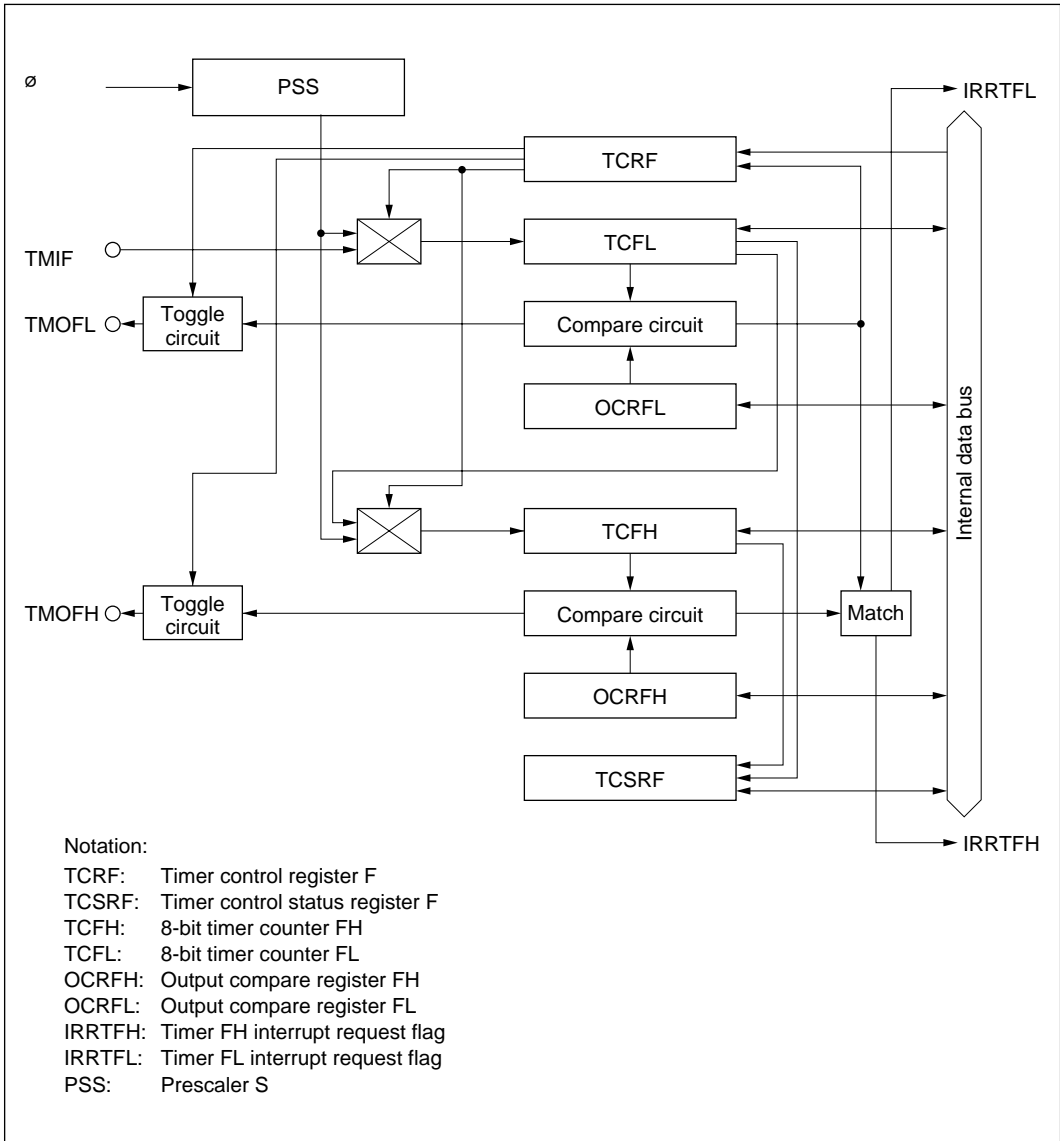 ø
PSS
IRRTFL
TCRF
TMIF
TCFL
TMOFL
Toggle
circuit
Compare circuit
OCRFL
Internal data bus
TCFH
TMOFH
Toggle
circuit
Compare circuit
Match
OCRFH
TCSRF
IRRTFH
Notation:
TCRF: Timer control register F
TCSRF: Timer control status register F
TCFH: 8-bit timer counter FH
TCFL: 8-bit timer counter FL
OCRFH: Output compare register FH
OCRFL: Output compare register FL
IRRTFH: Timer FH interrupt request flag
IRRTFL: Timer FL interrupt request flag
PSS: Prescaler S